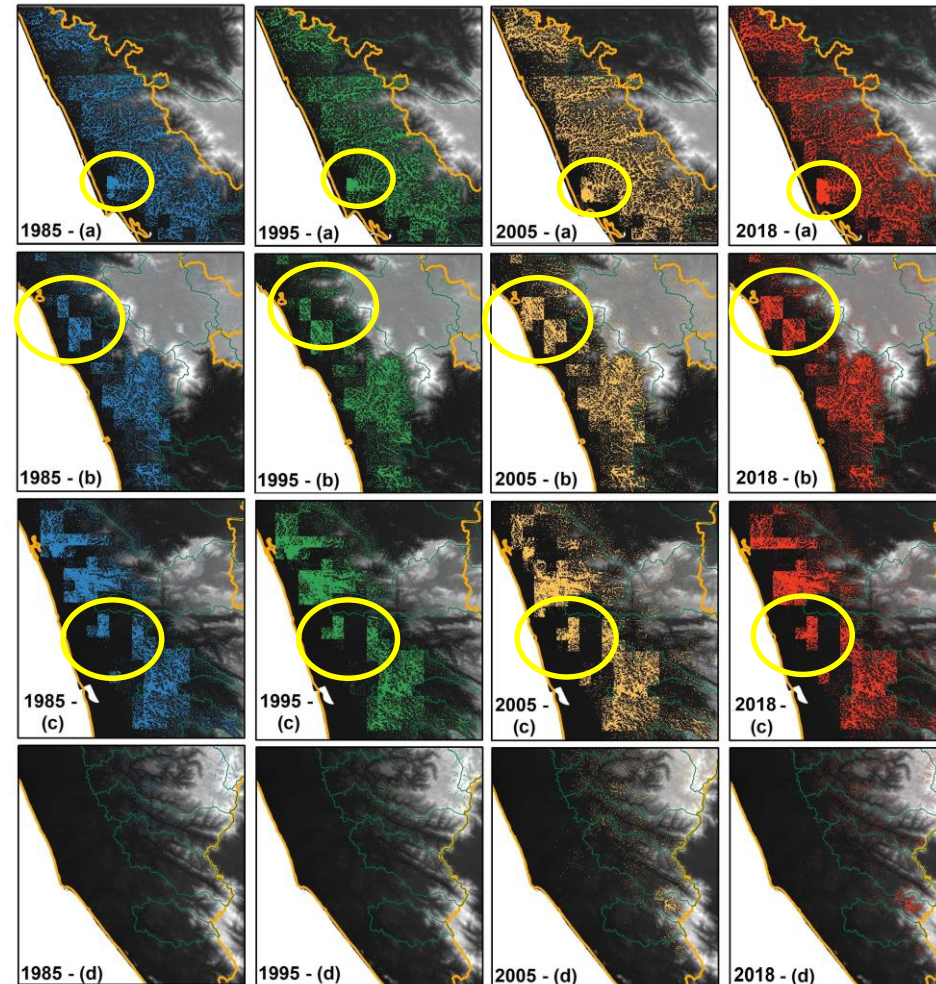 1985 - (a)
1995 - (a)
2005 - (a)
2018 - (a)
1985 - (b)
1995 - (b)
2005 - (b)
2018 - (b)
1985 -
(c)
1995 -
(c)
2005 -
(c)
2018 -
(c)
1985 - (d)
1995 - (d)
2005 - (d)
2018 - (d)